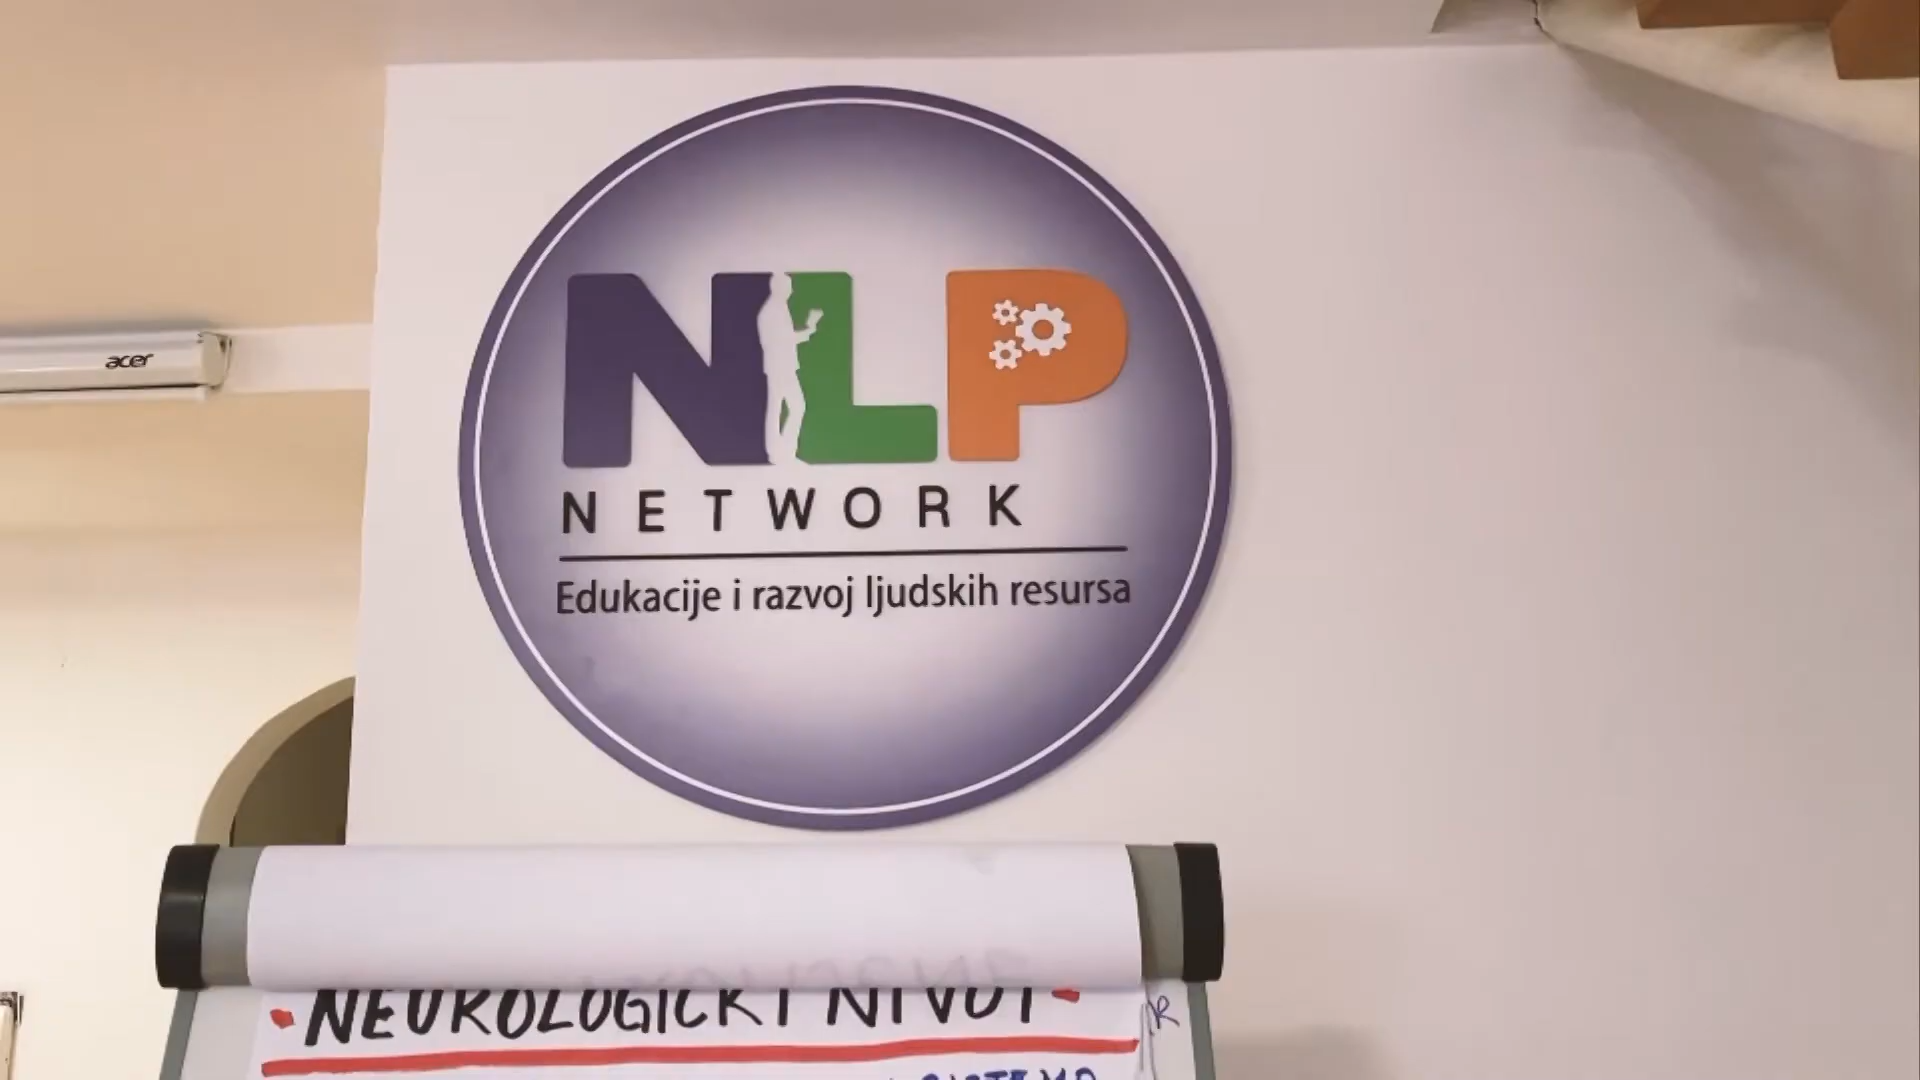 acer
NLP
NETWORK
Edukacije i razvoj ljudskih resursa
NEUROLOGICKI NIVOI
R